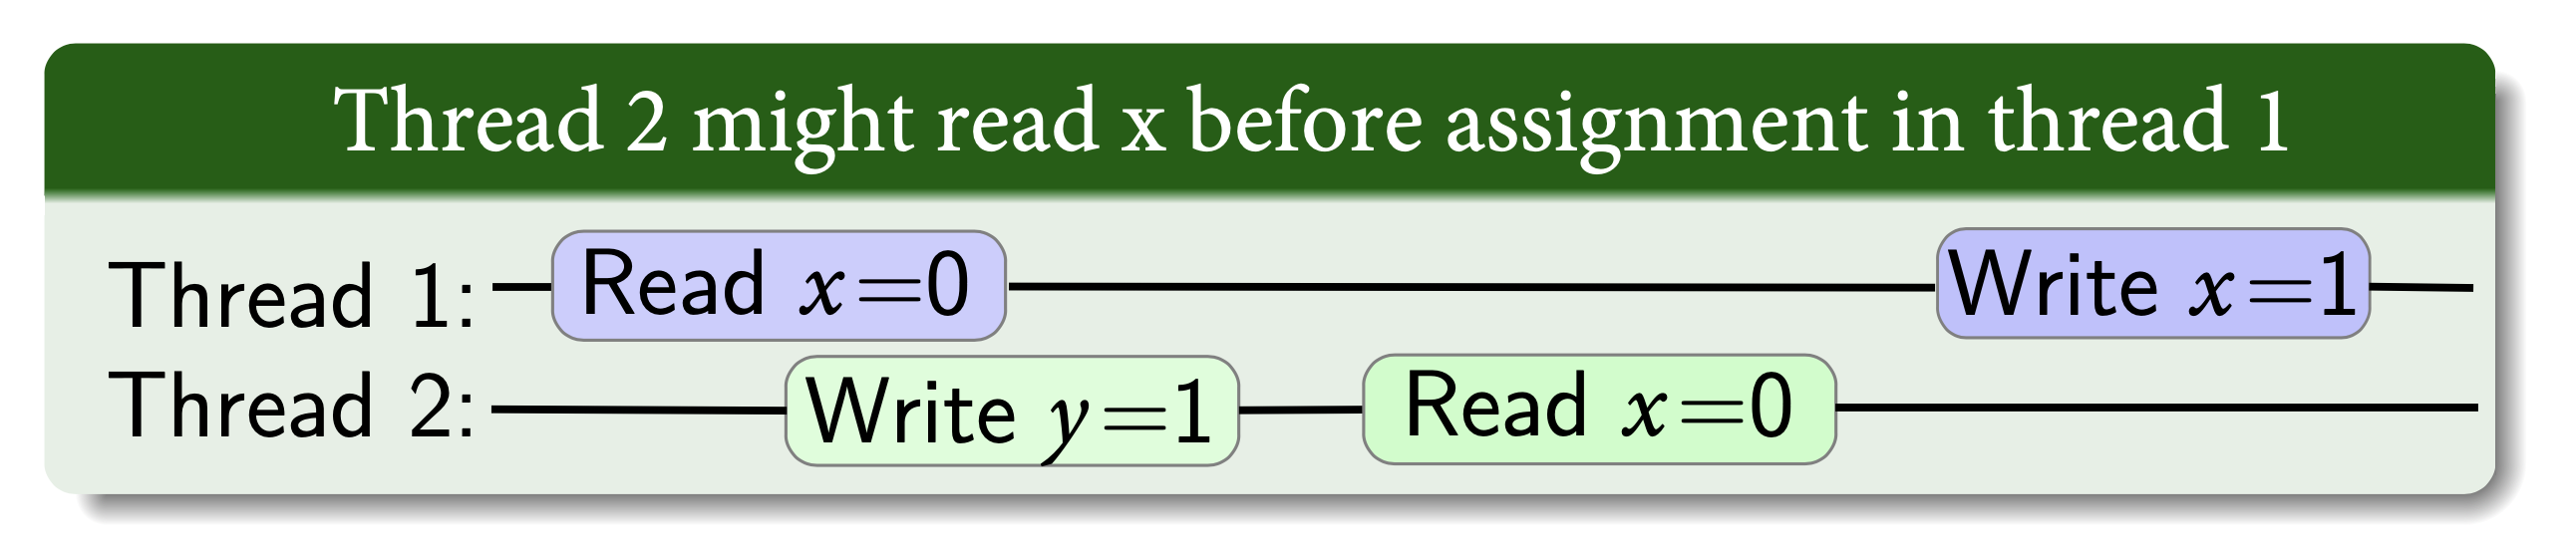 Thread 2 might read x before assignment in thread 1
Thread 1: Read x=0 Write x=1
Thread 2: Write y=1 Read x=0